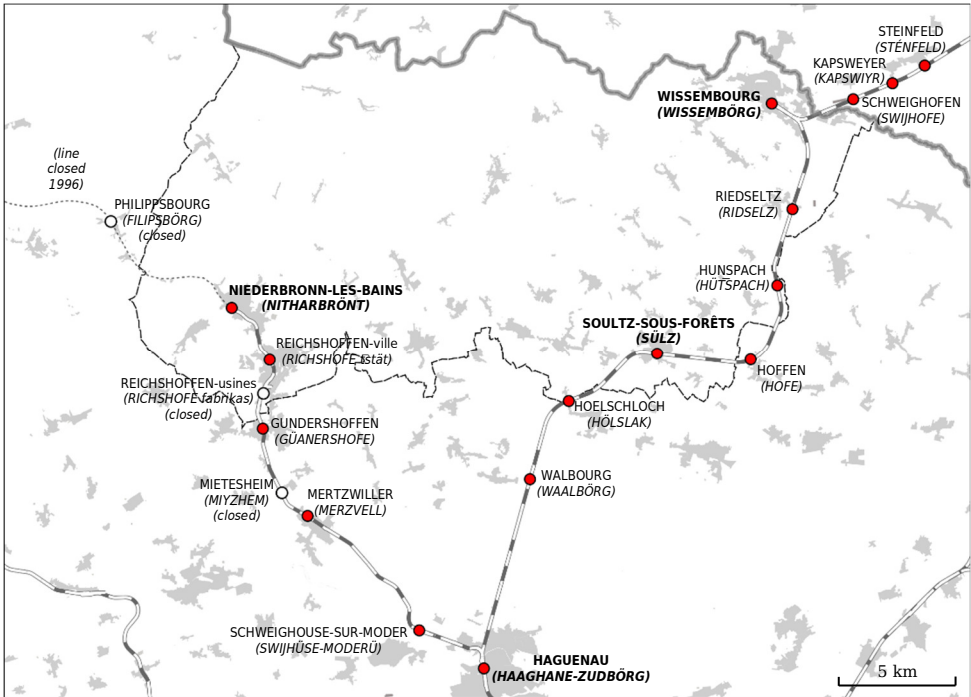 STEINFELD
(STÉNFELD)
KAPSWEYER
(KAPSWIYR)
SCHWEIGHOFEN
(SWIJHOFE)
WISSEMBOURG
(WISSEMBÖRG)
(line
closed
1996)
PHILIPPSBOURG
(FILIPSBÖRG)
(closed)
RIEDSELTZ
(RIDSELZ)
HUNSPACH
(HÜTSPACH)
NIEDERBRONN-LES-BAINS
(NITHARBRÖNT)
SOULTZ-SOUS-FORÊTS
(SÜLZ)
REICHSHOFFEN-ville
(RICHSHOFE tstät)
HOFFEN
(HOFE)
REICHSHOFFEN-usines
(RICHSHOFE fabrikas)
(closed)
HOELSCHLOCH
(HÖLSLAK)
GUNDERSHOFFEN
(GÜANERSHOFE)
WALBOURG
(WAALBÖRG)
MIETESHEIM
(MIYZHEM)
(closed)
MERTZWILLER
(MERZVELL)
SCHWEIGHOUSE-SUR-MODER
(SWIJHÜSE-MODERÜ)
HAGUENAU
(HAAGHANE-ZUDBÖRG)
5 km